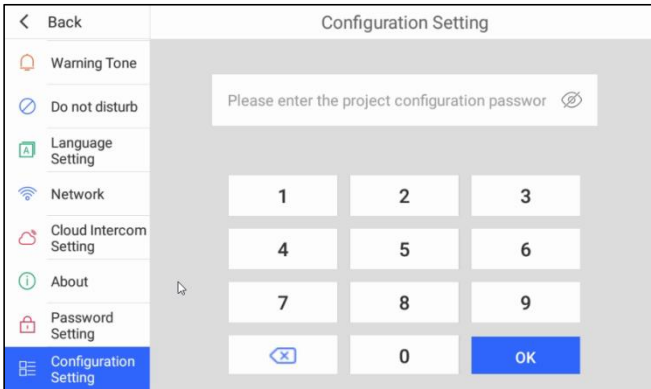 Back
Configuration Setting
Warning Tone
Do not disturb
A
Language
Setting
Network
Cloud Intercom
Setting
About
Password
Setting
Configuration
Setting
Please enter the project configuration passwor
1 2 3
4 5 6
7 8 9
0 OK